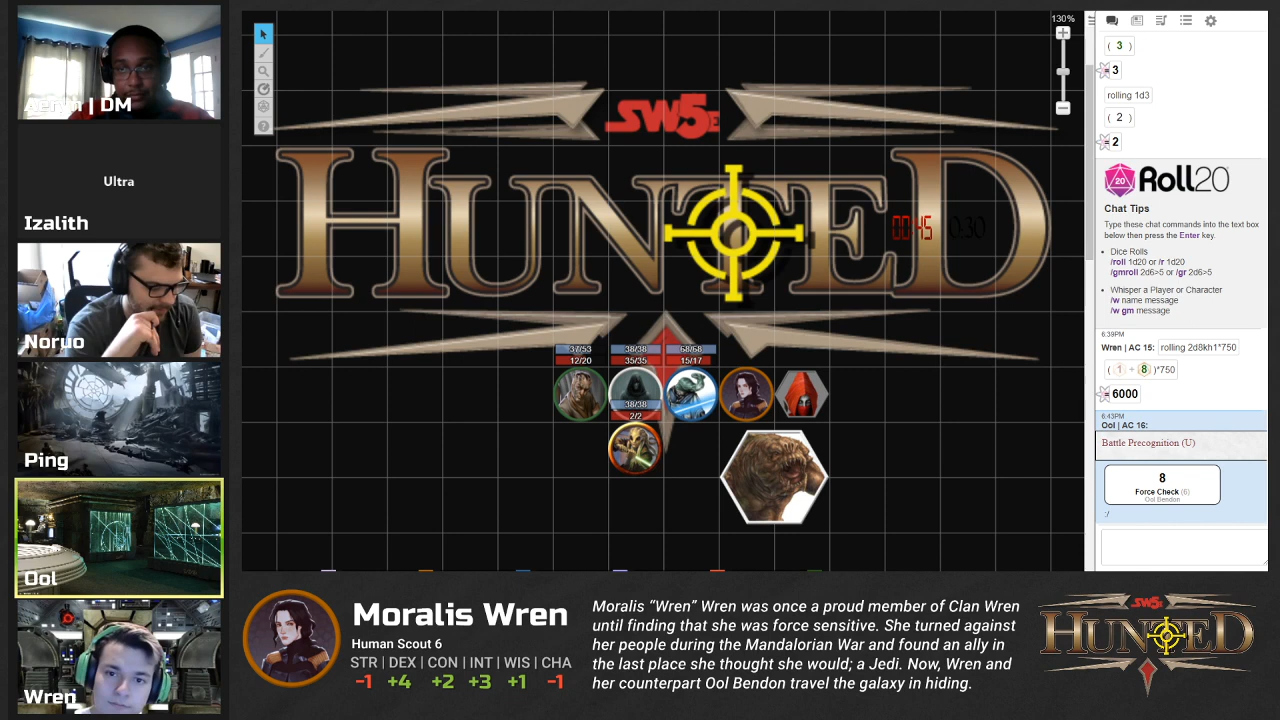 Aeryn | DM
Ultra
Izalith
Noruo
Ping
Ool
Wren
130%
SW5E
HUNTED
00:45 0:30
37/53 38/38 68/68
12/20 35/35 15/17
38/38
2/2
( 3 )
=3
rolling 1d3
( 2 )
=2
20 Roll20
Chat Tips
Type these chat commands into the text box
below then press the Enter key.
• Dice Rolls
/roll 1d20 or /r 1d20
/gmroll 2d6>5 or /gr 2d6>5
• Whisper a Player or Character
/w name message
/w gm message
6:39PM
Wren | AC 15: rolling 2d8kh1*750
( 1 + 8 )*750
=6000
6:43PM
Ool | AC 16:
Battle Precognition (U)
8
Force Check (6)
Ool Bendon
:/
Moralis Wren
Human Scout 6
STR | DEX | CON | INT | WIS | CHA
-1 +4 +2 +3 +1 -1
Moralis “Wren” Wren was once a proud member of Clan Wren
until finding that she was force sensitive. She turned against
her people during the Mandalorian War and found an ally in
the last place she thought she would; a Jedi. Now, Wren and
her counterpart Ool Bendon travel the galaxy in hiding.
SW5E
HUNTED